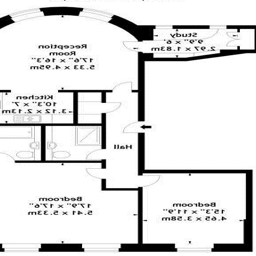 Study
9'9" x 6'
2.97 x 1.83m
Reception
Room
17'6" x 16'3"
5.33 x 4.95m
Kitchen
10'3" x 7'
3.12 x 2.13m
Hall
Bedroom
17'9" x 17'6"
5.41 x 5.33m
Bedroom
15'3" x 11'9"
4.65 x 3.58m